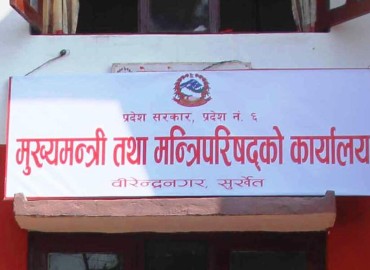 प्रदेश सरकार, प्रदेश नं. ६
मुख्यमन्त्री तथा मन्त्रिपरिषद्को कार्यालय
वीरेन्द्रनगर, सुर्खेत